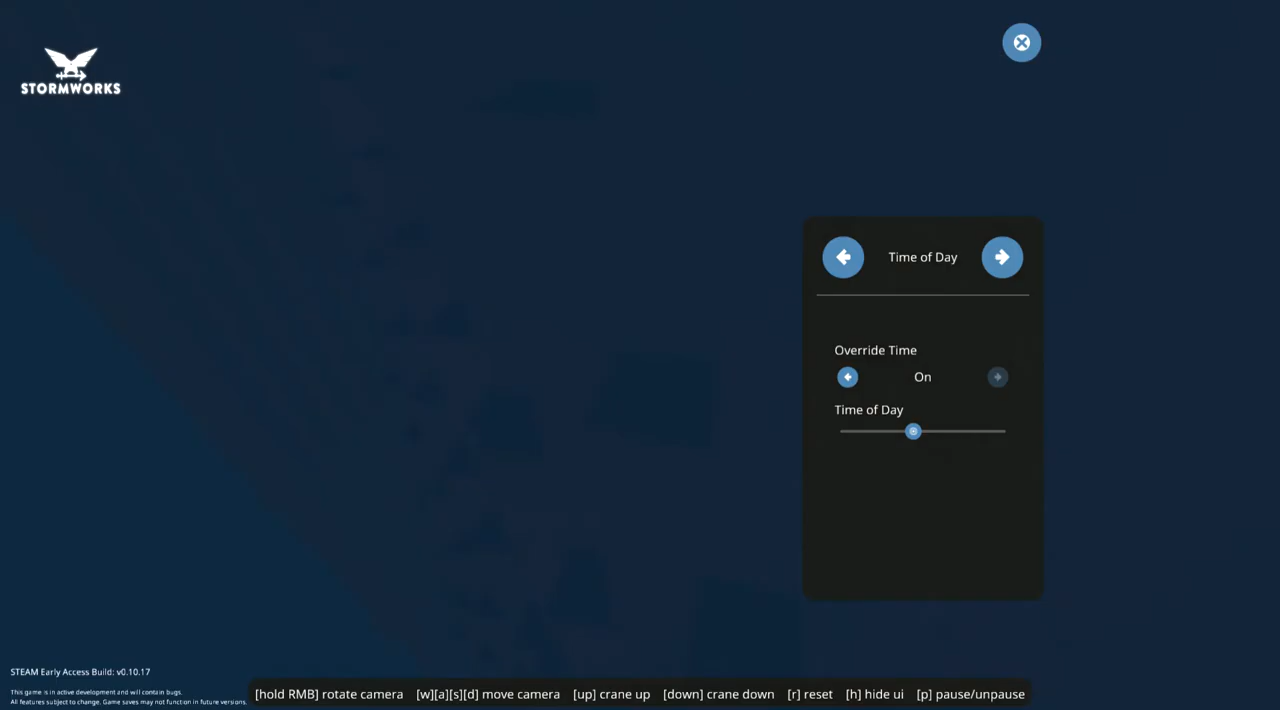 STORMWORKS
Time of Day
Override Time
On
Time of Day
STEAM Early Access Build: v0.10.17
This game is in active development and will contain bugs.
All features subject to change. Game saves may not function in future versions.
[hold RMB] rotate camera [w][a][s][d] move camera [up] crane up [down] crane down [r] reset [h] hide ui [p] pause/unpause